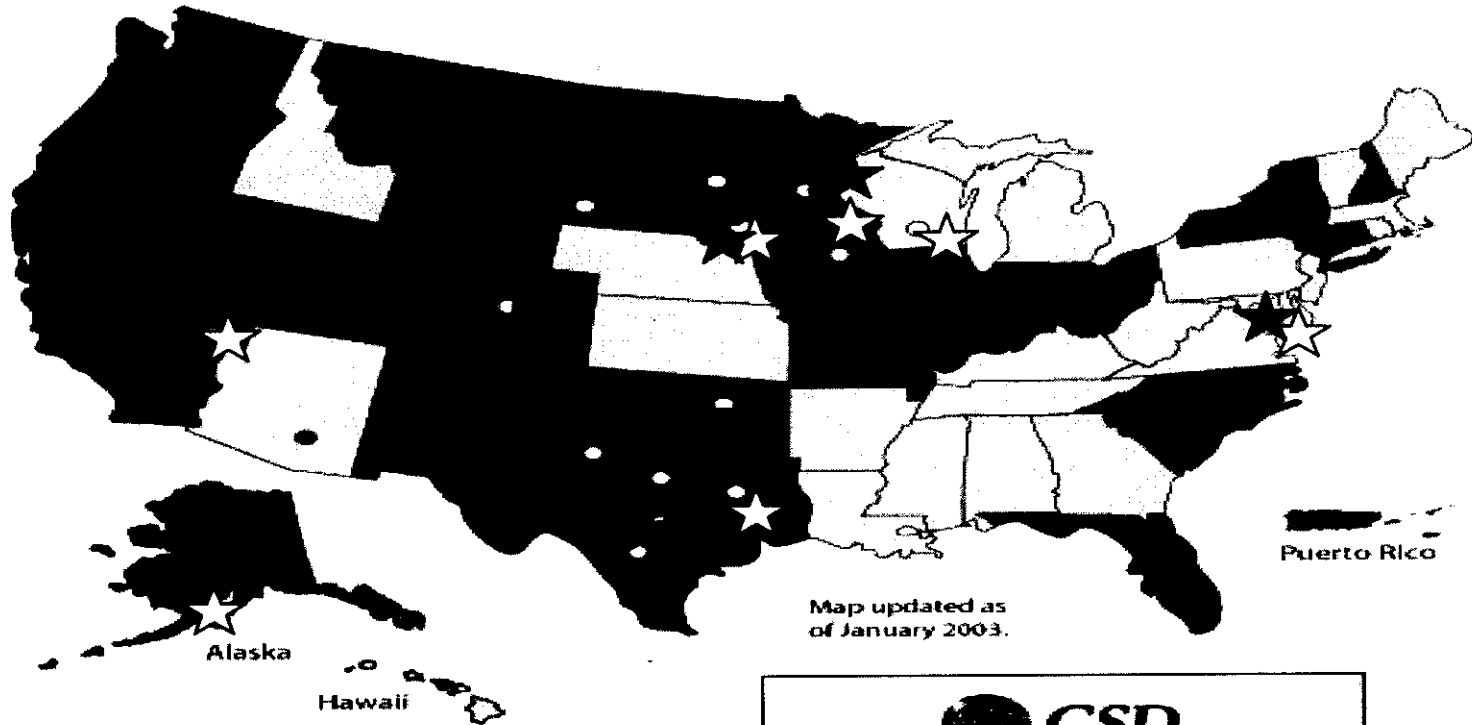 Puerto Rico
Map updated as
of January 2003.
Alaska
Hawaii
CSD